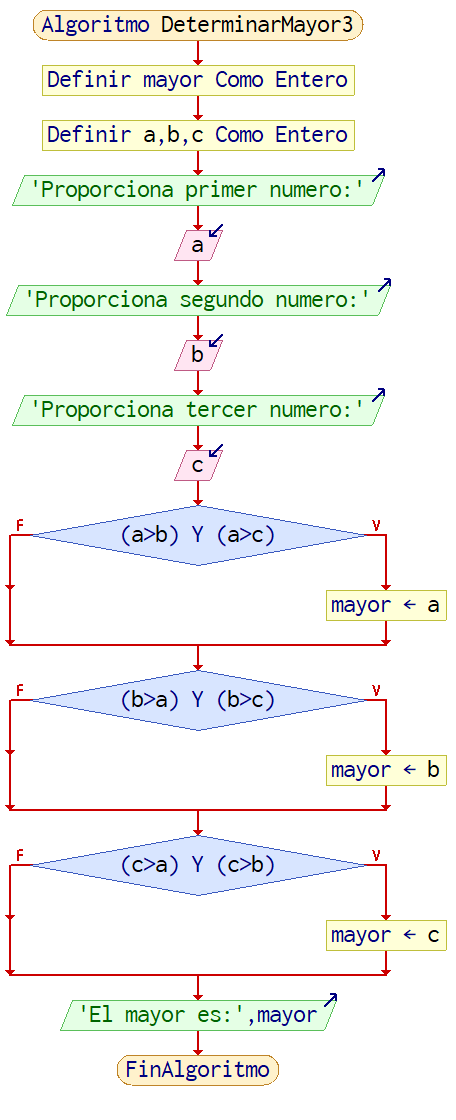 Algoritmo DeterminarMayor3
Definir mayor Como Entero
Definir a,b,c Como Entero
'Proporciona primer numero:'
a
'Proporciona segundo numero:'
b
'Proporciona tercer numero:'
c
F (a>b) Y (a>c) V
mayor ← a
F (b>a) Y (b>c) V
mayor ← b
F (c>a) Y (c>b) V
mayor ← c
'El mayor es:',mayor
FinAlgoritmo